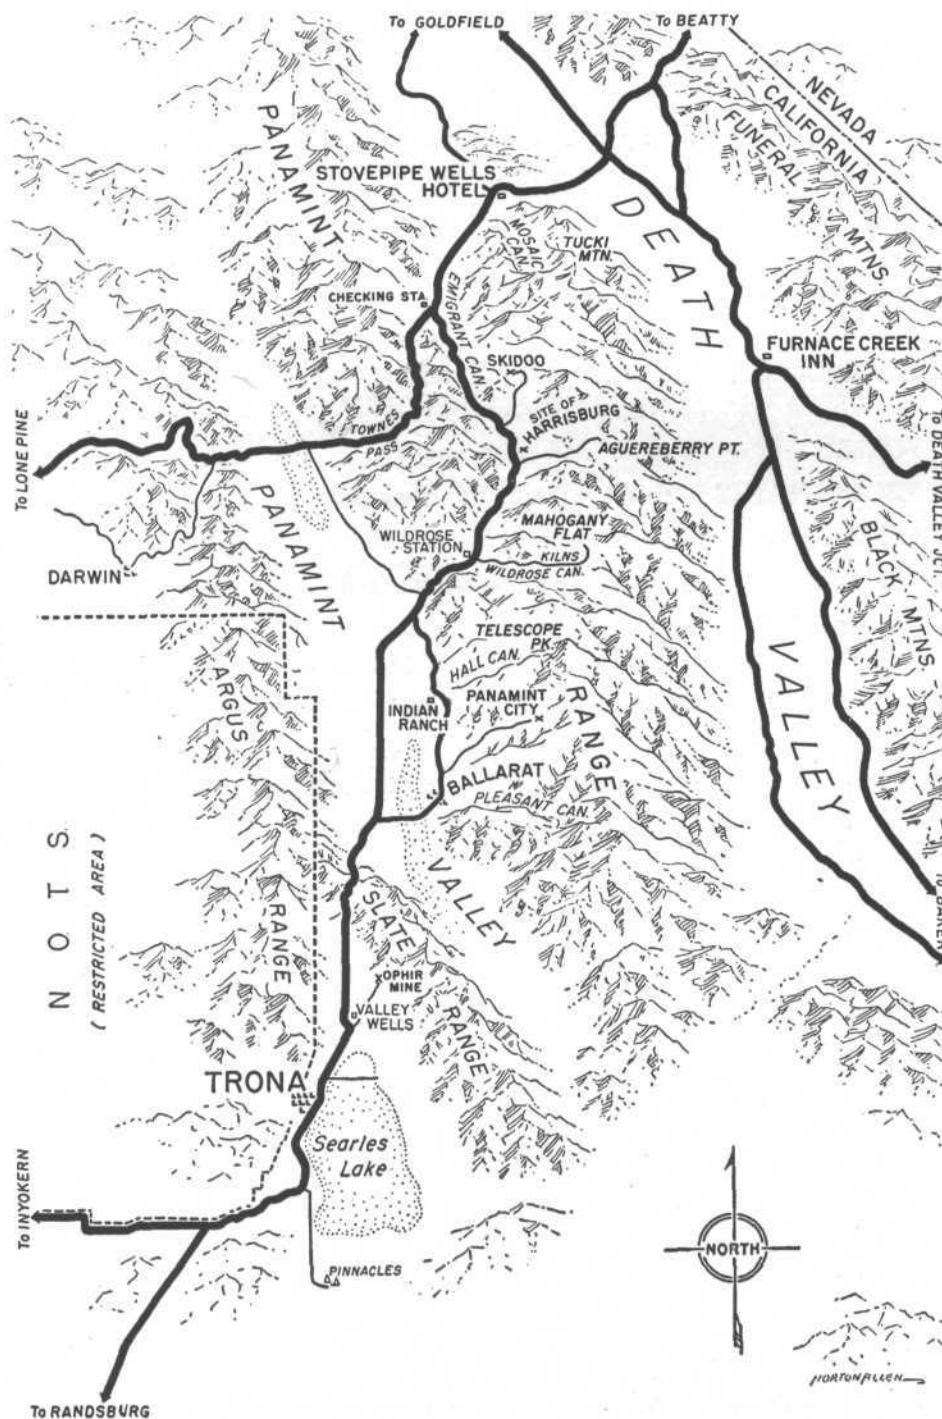 To GOLDFIELD
To BEATTY
NEVADA
CALIFORNIA
FUNERAL
MTNS
PANAMINT
STOVEPIPE WELLS
HOTEL
DEATH
MOSAIC
CAN.
TUCKI
MTN.
CHECKING STA.
EMIGRANT CAN.
FURNACE CREEK
INN
SKIDOO
SITE OF
HARRISBURG
TOWNES
PASS
AGUEREBERRY PT.
To LONE PINE
To DEATH VALLEY JCT.
PANAMINT
WILDROSE
STATION
MAHOGANY
FLAT
KILNS
WILDROSE CAN.
BLACK
MTNS.
DARWIN
TELESCOPE
PK.
HALL CAN.
VALLEY
ARGUS
INDIAN
RANCH
PANAMINT
CITY
RANGE
BALLARAT
PLEASANT CAN.
NOTS
(RESTRICTED AREA)
VALLEY
SLATE
RANGE
RANGE
OPHIR
MINE
VALLEY
WELLS
To BAKER
TRONA
Searles
Lake
To INYOKERN
NORTH
PINNACLES
NORTON ALLEN
To RANDSBURG